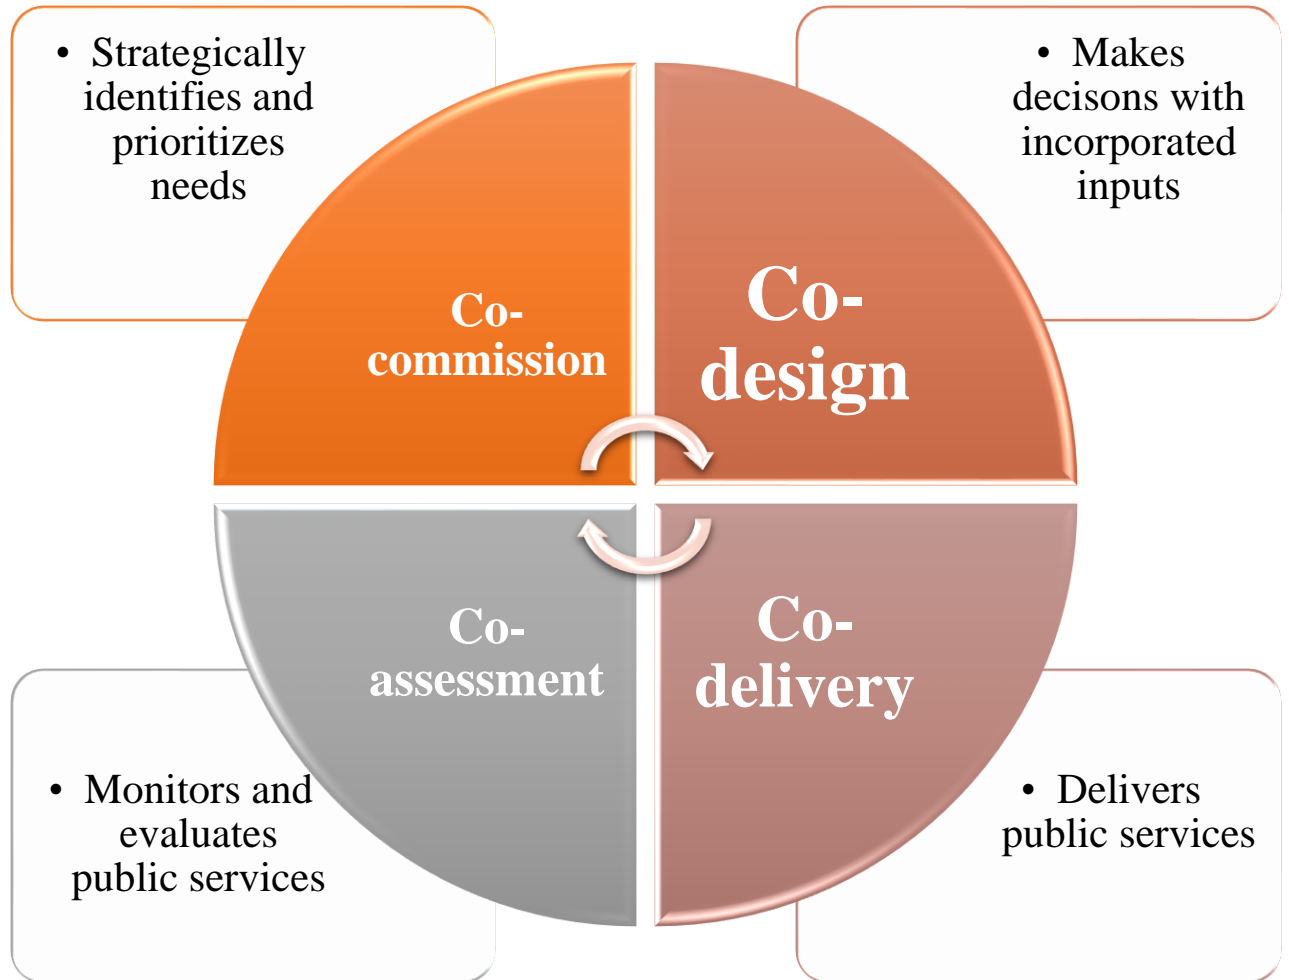 • Strategically
identifies and
prioritizes
needs
• Makes
decisons with
incorporated
inputs
Co-
commission
Co-
design
Co-
assessment
Co-
delivery
• Monitors and
evaluates
public services
• Delivers
public services